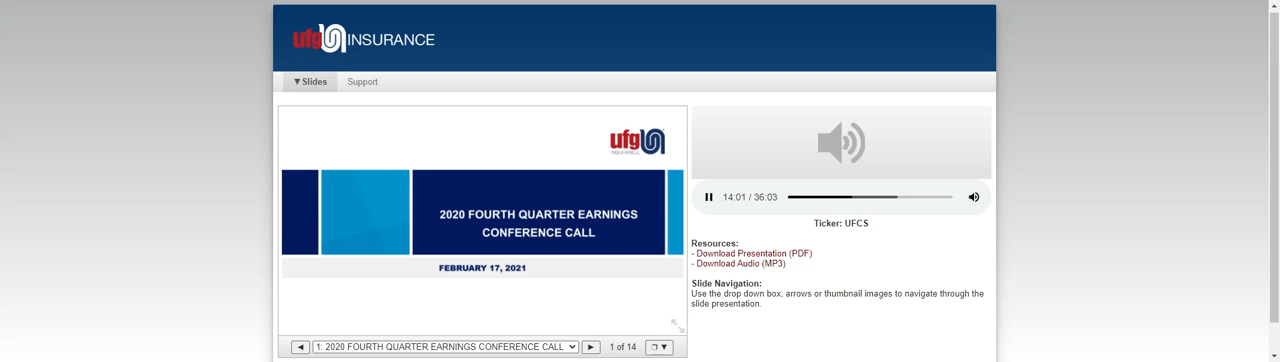 ufg INSURANCE
▼Slides Support
ufg
INSURANCE
2020 FOURTH QUARTER EARNINGS
CONFERENCE CALL
FEBRUARY 17, 2021
◀ 1: 2020 FOURTH QUARTER EARNINGS CONFERENCE CALL ▶ 1 of 14
14:01 / 36:03
Ticker: UFCS
Resources:
- Download Presentation (PDF)
- Download Audio (MP3)
Slide Navigation:
Use the drop down box, arrows or thumbnail images to navigate through the
slide presentation.